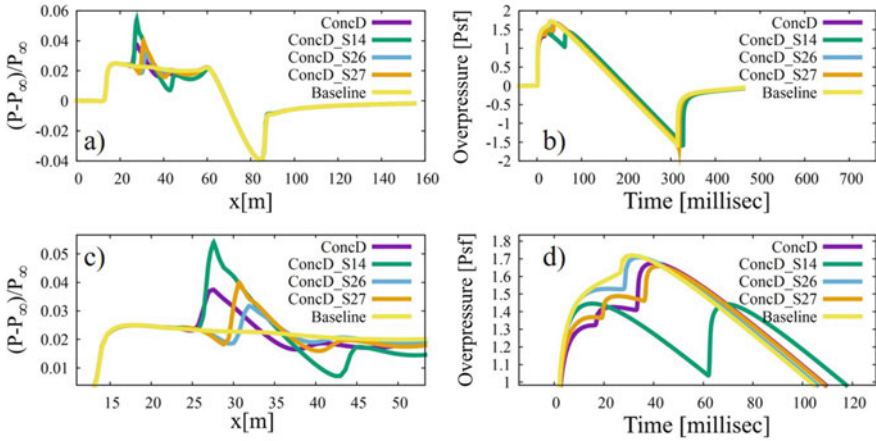 0.06
0.04
0.02
0
-0.02
-0.04
(P-P∞)/P∞
ConcD
ConcD_S14
ConcD_S26
ConcD_S27
Baseline
a)
0 20 40 60 80 100 120 140 160
x[m]
2
1.5
1
0.5
0
-0.5
-1
-1.5
-2
Overpressure [Psf]
ConcD
ConcD_S14
ConcD_S26
ConcD_S27
Baseline
b)
0 100 200 300 400 500 600 700
Time [millisec]
0.05
0.04
0.03
0.02
0.01
(P-P∞)/P∞
c)
ConcD
ConcD_S14
ConcD_S26
ConcD_S27
Baseline
15 20 25 30 35 40 45 50
x[m]
1.8
1.7
1.6
1.5
1.4
1.3
1.2
1.1
1
Overpressure [Psf]
ConcD
ConcD_S14
ConcD_S26
ConcD_S27
Baseline
d)
0 20 40 60 80 100 120
Time [millisec]